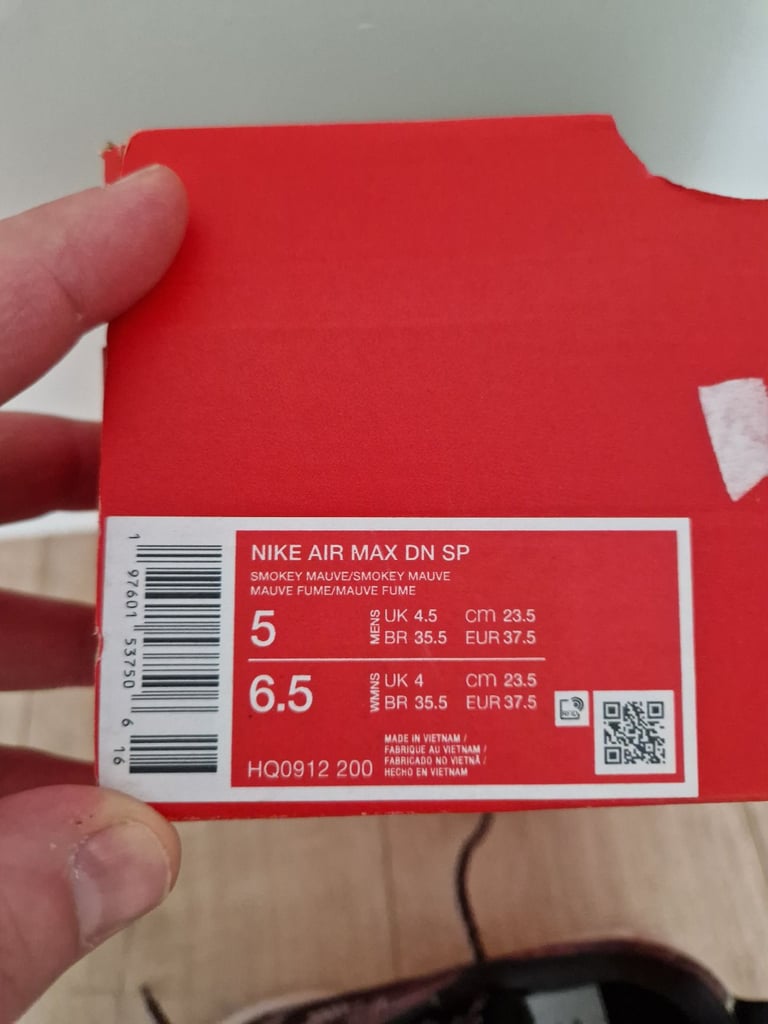 NIKE AIR MAX DN SP
SMOKEY MAUVE/SMOKEY MAUVE
MAUVE FUME/MAUVE FUME
5 MENS UK 4.5 cm 23.5
BR 35.5 EUR 37.5
6.5 WMNS UK 4 cm 23.5
BR 35.5 EUR 37.5
HQ0912 200
MADE IN VIETNAM /
FABRIQUE AU VIETNAM /
FABRICADO NO VIETNÃ /
HECHO EN VIETNAM
1 97601 53750 6 16